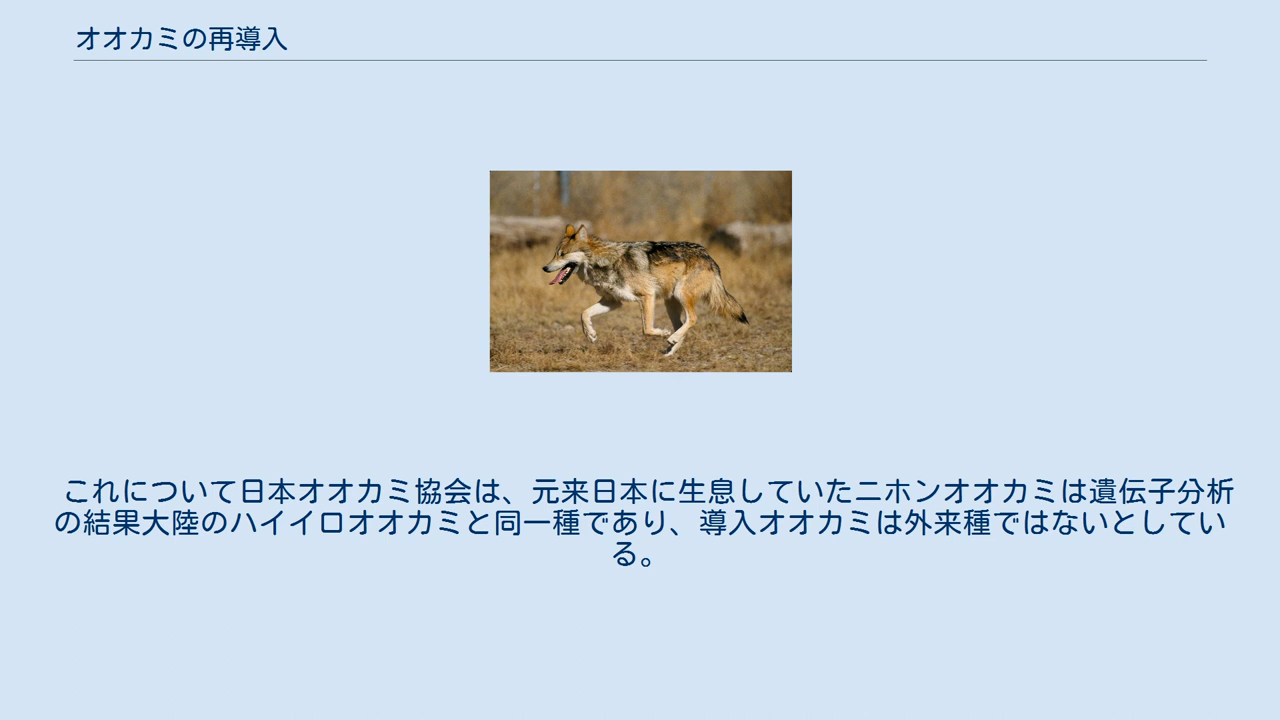 オオカミの再導入
これについて日本オオカミ協会は、元来日本に生息していたニホンオオカミは遺伝子分析
の結果大陸のハイイロオオカミと同一種であり、導入オオカミは外来種ではないとしてい
る。